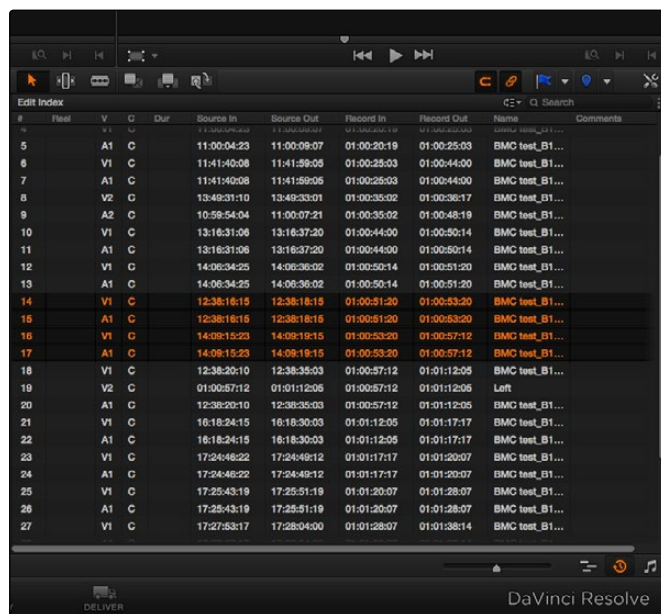 Edit Index Search
# Reel V C Dur Source In Source Out Record In Record Out Name Comments
5 A1 C 11:00:04:23 11:00:09:07 01:00:20:19 01:00:25:03 BMC test_B1...
6 V1 C 11:41:40:08 11:41:59:05 01:00:25:03 01:00:44:00 BMC test_B1...
7 A1 C 11:41:40:08 11:41:59:05 01:00:25:03 01:00:44:00 BMC test_B1...
8 V2 C 13:49:31:10 13:49:33:01 01:00:35:02 01:00:36:17 BMC test_B1...
9 A2 C 10:59:54:04 11:00:07:21 01:00:35:02 01:00:48:19 BMC test_B1...
10 V1 C 13:16:31:06 13:16:37:20 01:00:44:00 01:00:50:14 BMC test_B1...
11 A1 C 13:16:31:06 13:16:37:20 01:00:44:00 01:00:50:14 BMC test_B1...
12 V1 C 14:06:34:25 14:06:36:02 01:00:50:14 01:00:51:20 BMC test_B1...
13 A1 C 14:06:34:25 14:06:36:02 01:00:50:14 01:00:51:20 BMC test_B1...
14 V1 C 12:38:16:15 12:38:18:15 01:00:51:20 01:00:53:20 BMC test_B1...
15 A1 C 12:38:16:15 12:38:18:15 01:00:51:20 01:00:53:20 BMC test_B1...
16 V1 C 14:09:15:23 14:09:19:15 01:00:53:20 01:00:57:12 BMC test_B1...
17 A1 C 14:09:15:23 14:09:19:15 01:00:53:20 01:00:57:12 BMC test_B1...
18 V1 C 12:38:20:10 12:38:35:03 01:00:57:12 01:01:12:05 BMC test_B1...
19 V2 C 01:00:57:12 01:01:12:05 01:00:57:12 01:01:12:05 Left
20 A1 C 12:38:20:10 12:38:35:03 01:00:57:12 01:01:12:05 BMC test_B1...
21 V1 C 16:18:24:15 16:18:30:03 01:01:12:05 01:01:17:17 BMC test_B1...
22 A1 C 16:18:24:15 16:18:30:03 01:01:12:05 01:01:17:17 BMC test_B1...
23 V1 C 17:24:46:22 17:24:49:12 01:01:17:17 01:01:20:07 BMC test_B1...
24 A1 C 17:24:46:22 17:24:49:12 01:01:17:17 01:01:20:07 BMC test_B1...
25 V1 C 17:25:43:19 17:25:51:19 01:01:20:07 01:01:28:07 BMC test_B1...
26 A1 C 17:25:43:19 17:25:51:19 01:01:20:07 01:01:28:07 BMC test_B1...
27 V1 C 17:27:53:17 17:28:04:00 01:01:28:07 01:01:38:14 BMC test_B1...
DELIVER
DaVinci Resolve